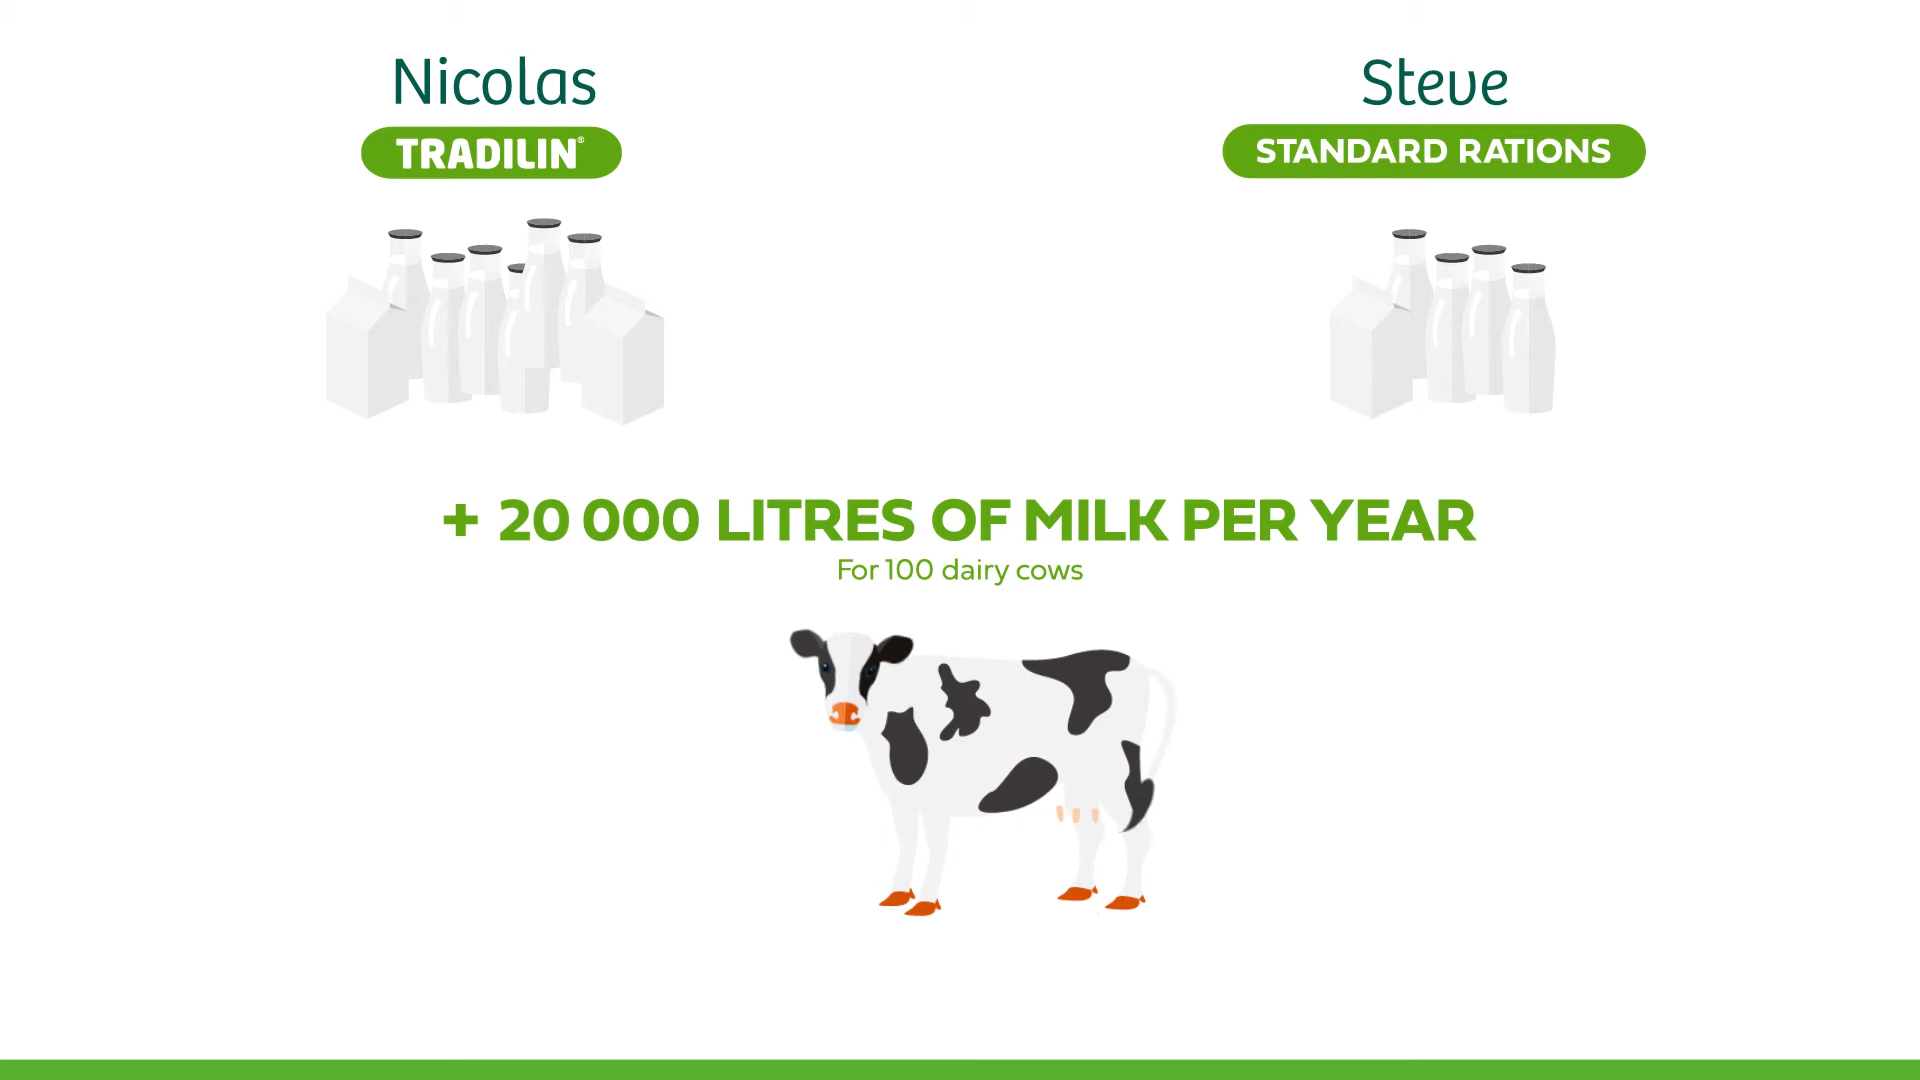 Nicolas
TRADILIN®
Steve
STANDARD RATIONS
+ 20 000 LITRES OF MILK PER YEAR
For 100 dairy cows